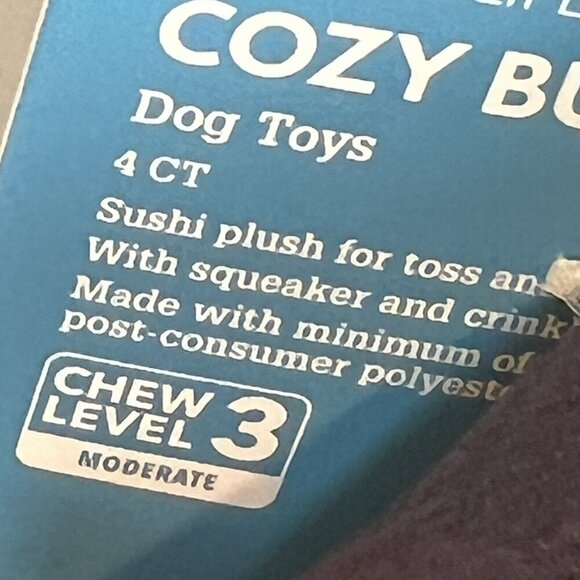 COZY BU
Dog Toys
4 CT
Sushi plush for toss an
With squeaker and crink
Made with minimum of
post-consumer polyest
CHEW
LEVEL 3
MODERATE